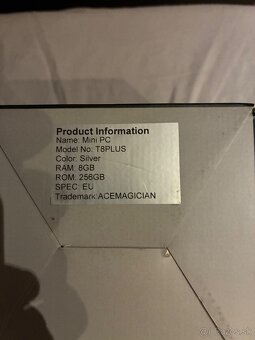 Product Information
Name: Mini PC
Model No: T8PLUS
Color: Silver
RAM: 8GB
ROM: 256GB
SPEC: EU
Trademark: ACEMAGICIAN